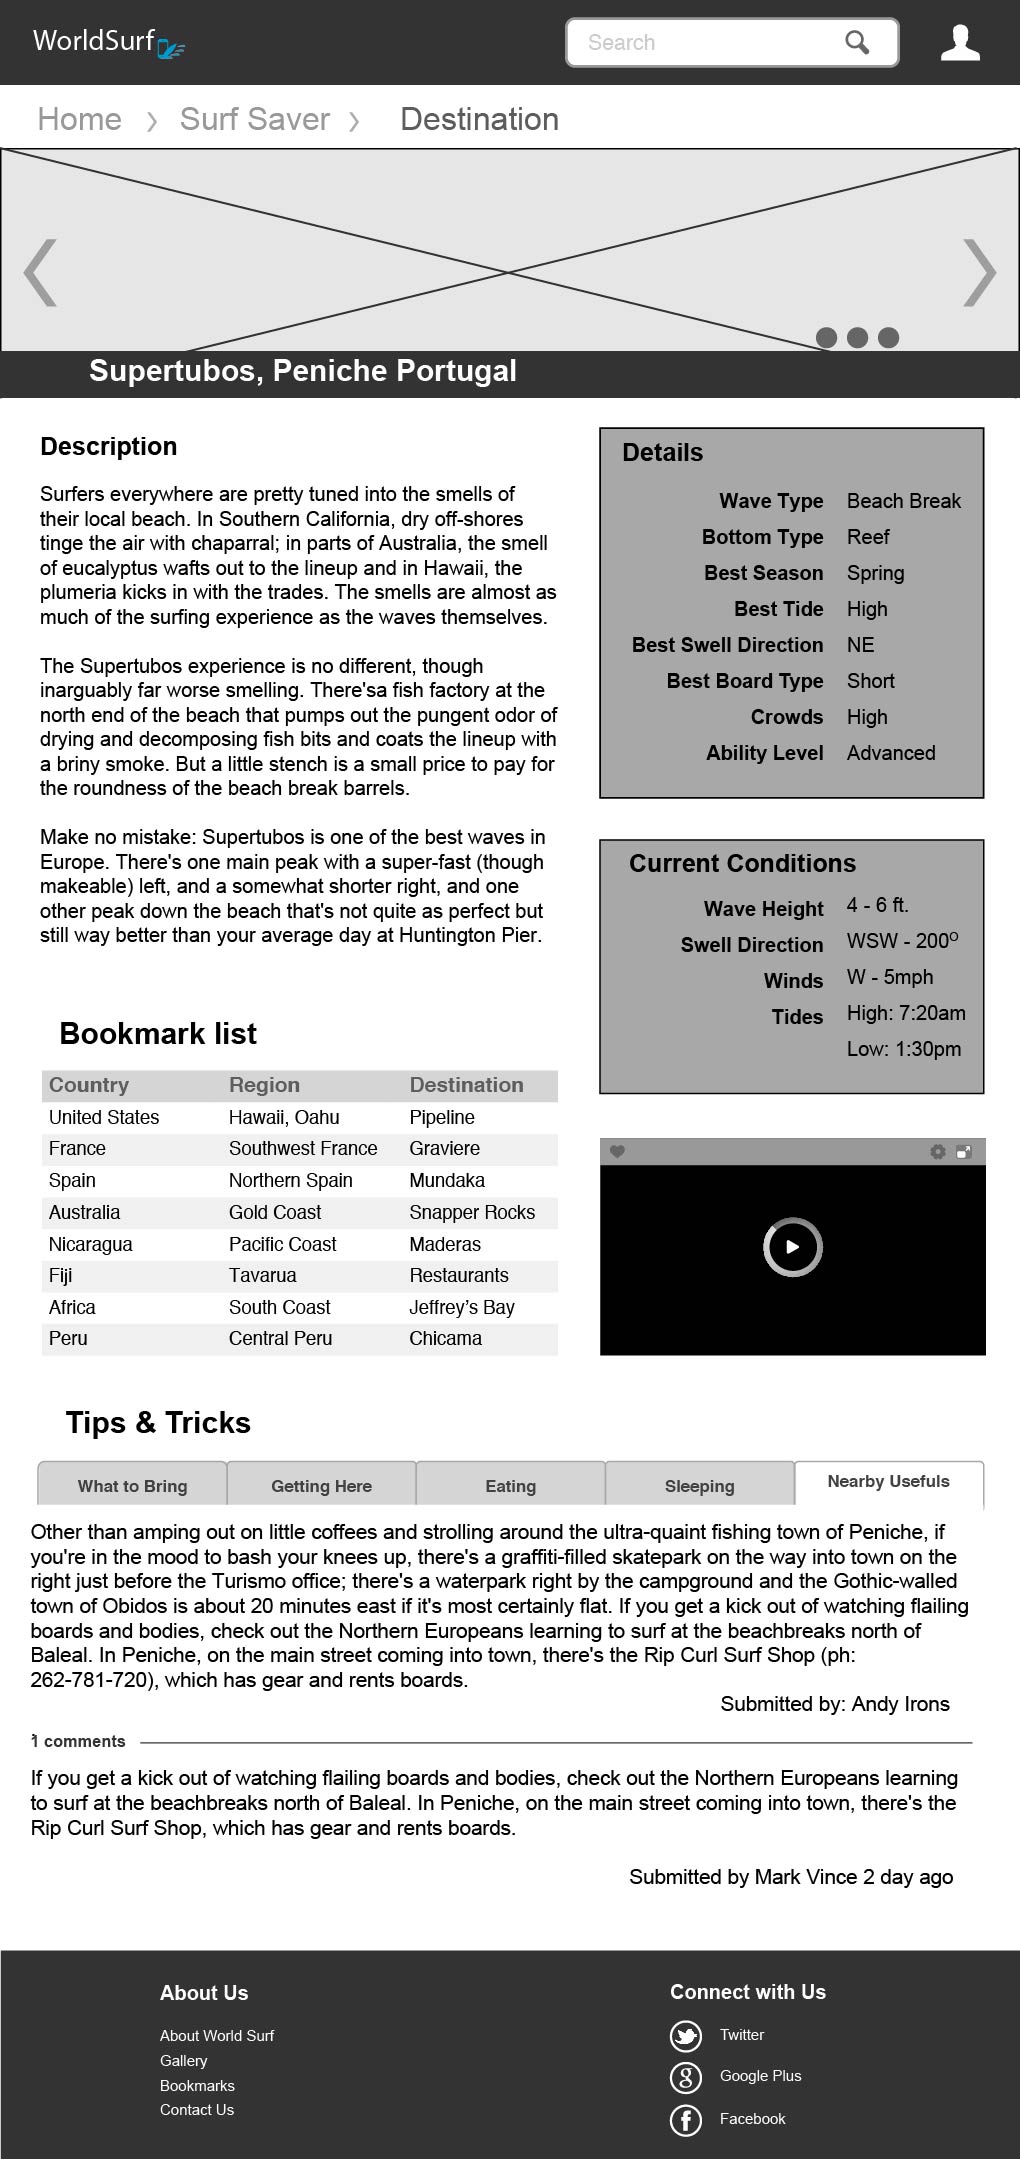 WorldSurf
Search
Home > Surf Saver > Destination
Supertubos, Peniche Portugal
Description
Surfers everywhere are pretty tuned into the smells of
their local beach. In Southern California, dry off-shores
tinge the air with chaparral; in parts of Australia, the smell
of eucalyptus wafts out to the lineup and in Hawaii, the
plumeria kicks in with the trades. The smells are almost as
much of the surfing experience as the waves themselves.
The Supertubos experience is no different, though
inarguably far worse smelling. There'sa fish factory at the
north end of the beach that pumps out the pungent odor of
drying and decomposing fish bits and coats the lineup with
a briny smoke. But a little stench is a small price to pay for
the roundness of the beach break barrels.
Make no mistake: Supertubos is one of the best waves in
Europe. There's one main peak with a super-fast (though
makeable) left, and a somewhat shorter right, and one
other peak down the beach that's not quite as perfect but
still way better than your average day at Huntington Pier.
Details
Wave Type Beach Break
Bottom Type Reef
Best Season Spring
Best Tide High
Best Swell Direction NE
Best Board Type Short
Crowds High
Ability Level Advanced
Current Conditions
Wave Height 4 - 6 ft.
Swell Direction WSW - 200º
Winds W - 5mph
Tides High: 7:20am
Low: 1:30pm
Bookmark list
Country Region Destination
United States Hawaii, Oahu Pipeline
France Southwest France Graviere
Spain Northern Spain Mundaka
Australia Gold Coast Snapper Rocks
Nicaragua Pacific Coast Maderas
Fiji Tavarua Restaurants
Africa South Coast Jeffrey’s Bay
Peru Central Peru Chicama
Tips & Tricks
What to Bring Getting Here Eating Sleeping Nearby Usefuls
Other than amping out on little coffees and strolling around the ultra-quaint fishing town of Peniche, if
you're in the mood to bash your knees up, there's a graffiti-filled skatepark on the way into town on the
right just before the Turismo office; there's a waterpark right by the campground and the Gothic-walled
town of Obidos is about 20 minutes east if it's most certainly flat. If you get a kick out of watching flailing
boards and bodies, check out the Northern Europeans learning to surf at the beachbreaks north of
Baleal. In Peniche, on the main street coming into town, there's the Rip Curl Surf Shop (ph:
262-781-720), which has gear and rents boards.
Submitted by: Andy Irons
1 comments
If you get a kick out of watching flailing boards and bodies, check out the Northern Europeans learning
to surf at the beachbreaks north of Baleal. In Peniche, on the main street coming into town, there's the
Rip Curl Surf Shop, which has gear and rents boards.
Submitted by Mark Vince 2 day ago
About Us
About World Surf
Gallery
Bookmarks
Contact Us
Connect with Us
Twitter
Google Plus
Facebook